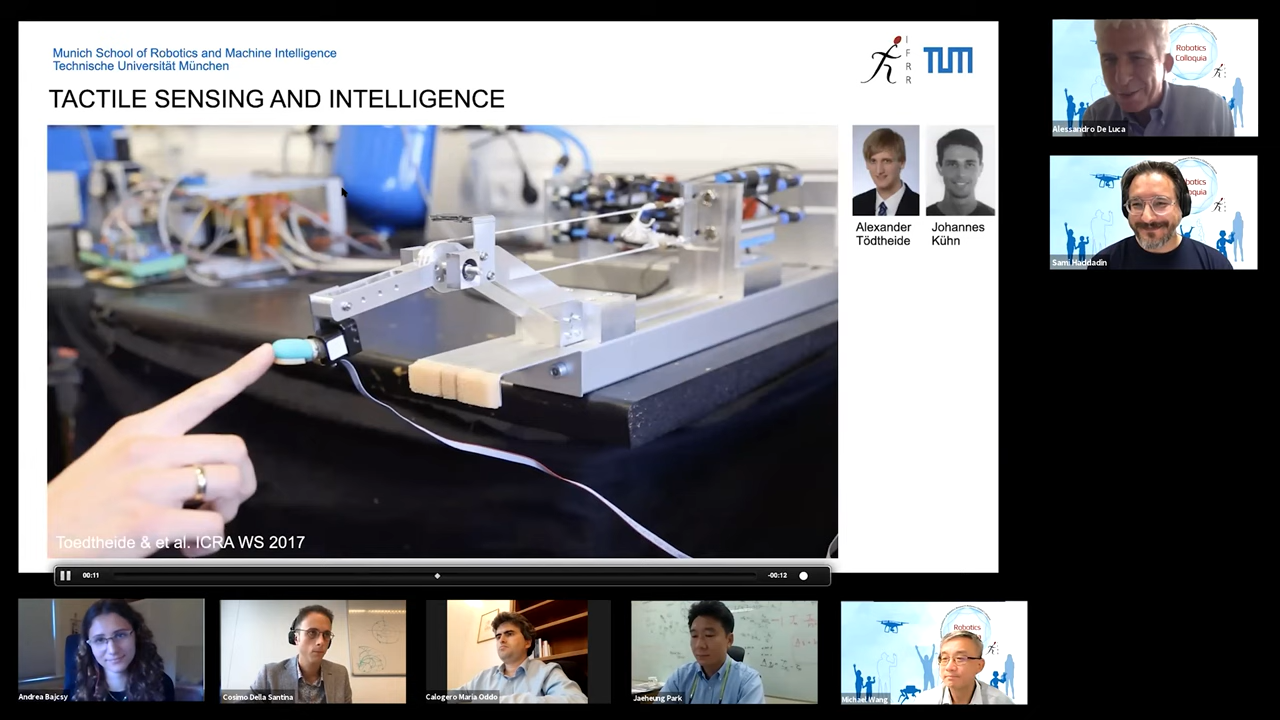 Munich School of Robotics and Machine Intelligence
Technische Universität München
IFRR
TUM
TACTILE SENSING AND INTELLIGENCE
Alexander
Tödtheide
Johannes
Kühn
Toedtheide & et al. ICRA WS 2017
00:11
-00:12
Robotics
Colloquia
Alessandro De Luca
Sami Haddadin
Andrea Bajcsy
Cosimo Della Santina
Calogero Maria Oddo
Jaeheung Park
Robotics
Michael Wang